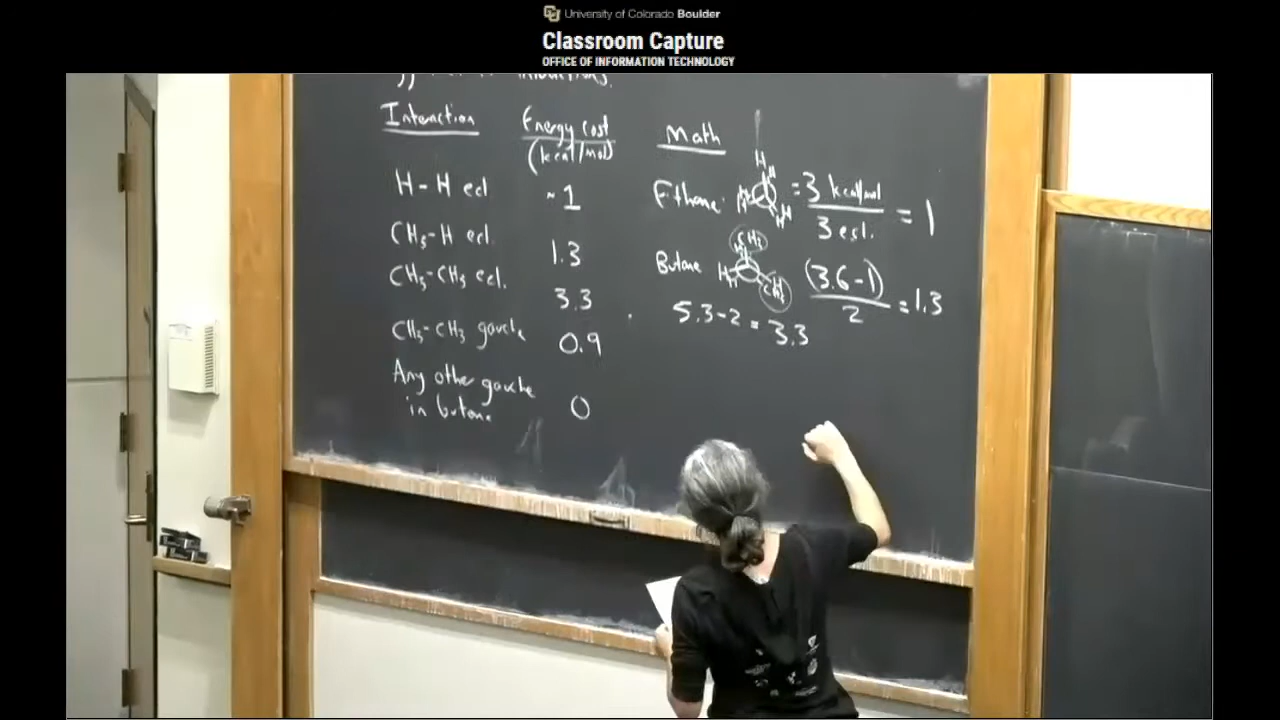 University of Colorado Boulder
Classroom Capture
OFFICE OF INFORMATION TECHNOLOGY
Interaction
Energy Cost
(kcal/mol)
Math
H-H ecl
~1
CH3-H ecl.
1.3
CH3-CH3 ecl.
3.3
CH3-CH3 gauche
0.9
Any other gauche
in butane
0
Ethane:
H
= 3 kcal/mol
3 ecl.
= 1
Butane
CH3
H
CH3
(3.6-1)
2
= 1.3
5.3-2 = 3.3